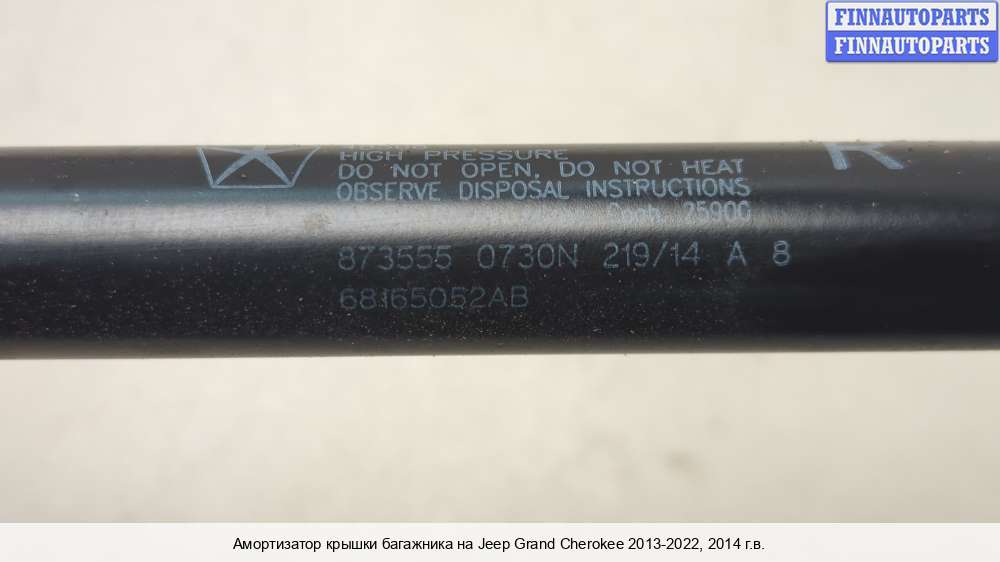 FINNAUTOPARTS
FINNAUTOPARTS
HIGH PRESSURE
DO NOT OPEN, DO NOT HEAT
OBSERVE DISPOSAL INSTRUCTIONS
R
873555 0730N 219/14 A 8
68165052AB
Амортизатор крышки багажника на Jeep Grand Cherokee 2013-2022, 2014 г.в.